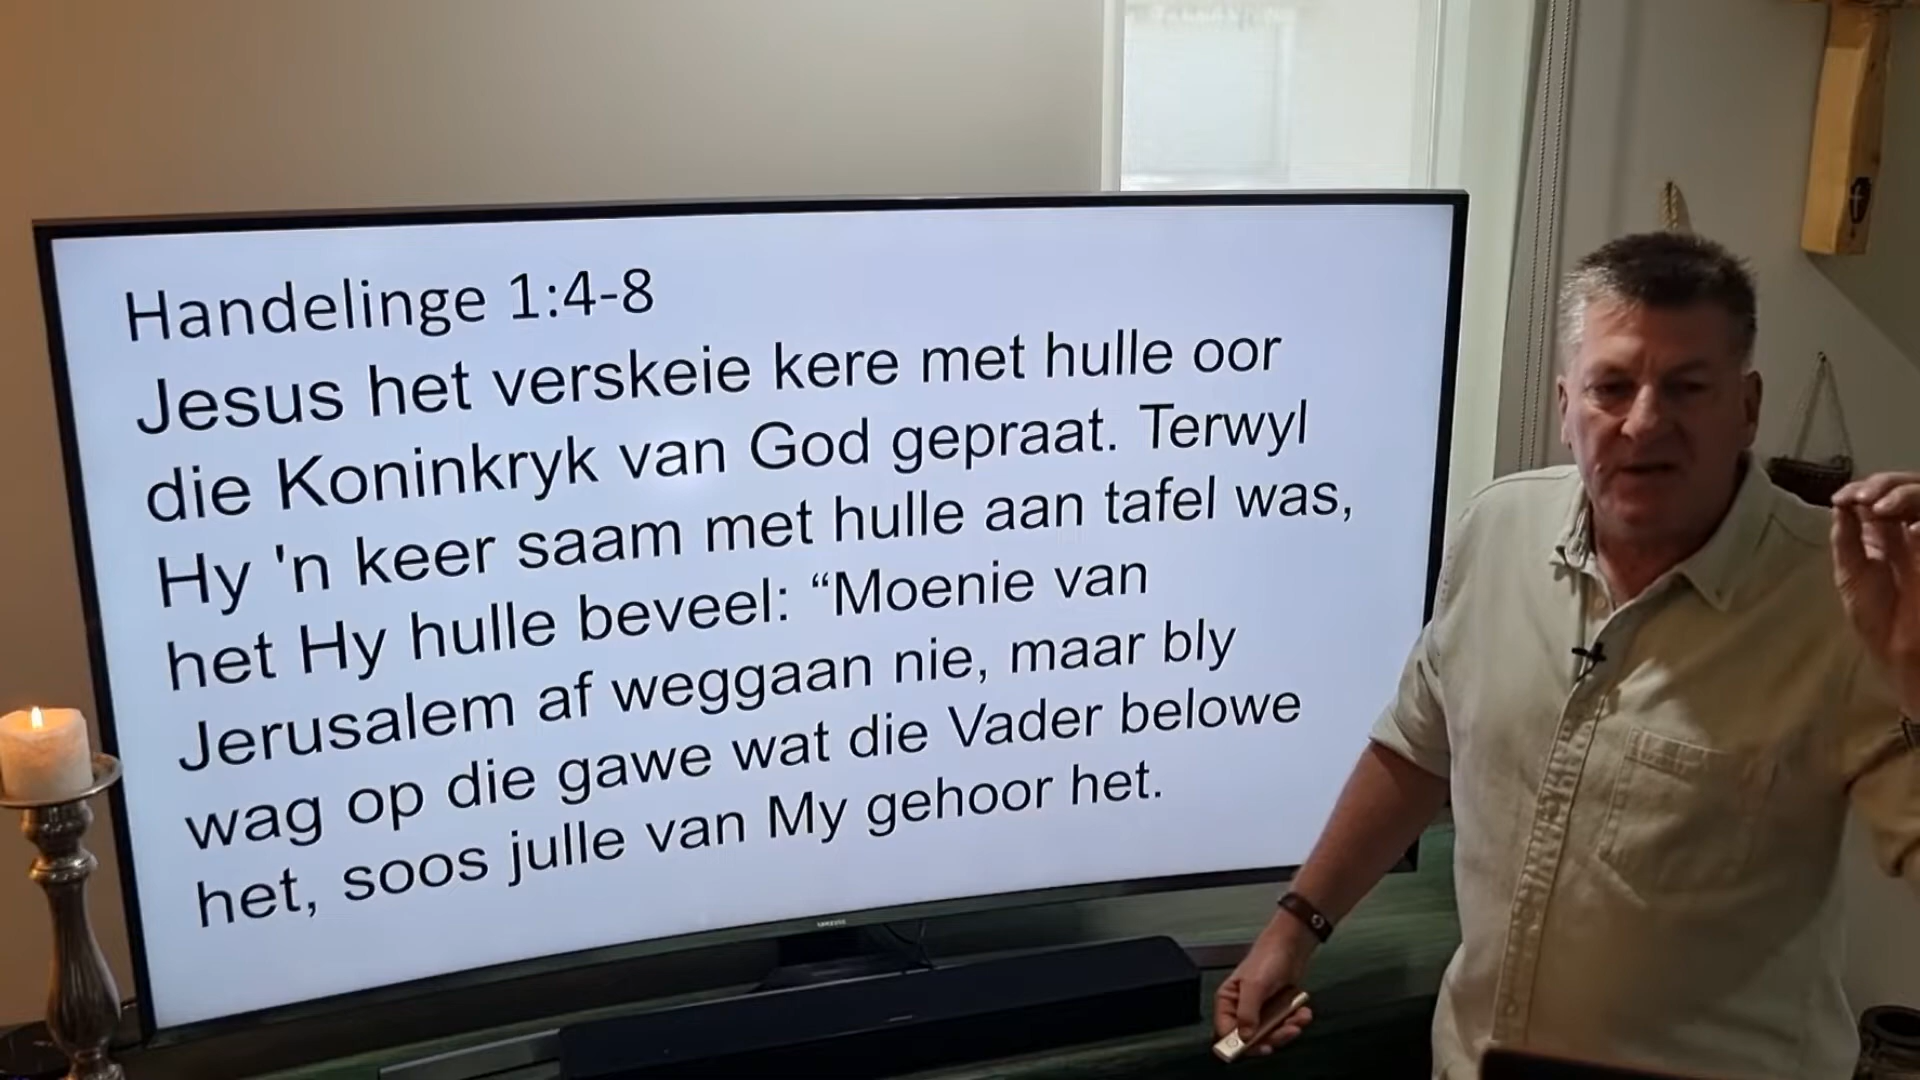 Handelinge 1:4-8
Jesus het verskeie kere met hulle oor
die Koninkryk van God gepraat. Terwyl
Hy 'n keer saam met hulle aan tafel was,
het Hy hulle beveel: “Moenie van
Jerusalem af weggaan nie, maar bly
wag op die gawe wat die Vader belowe
het, soos julle van My gehoor het.
SAMSUNG